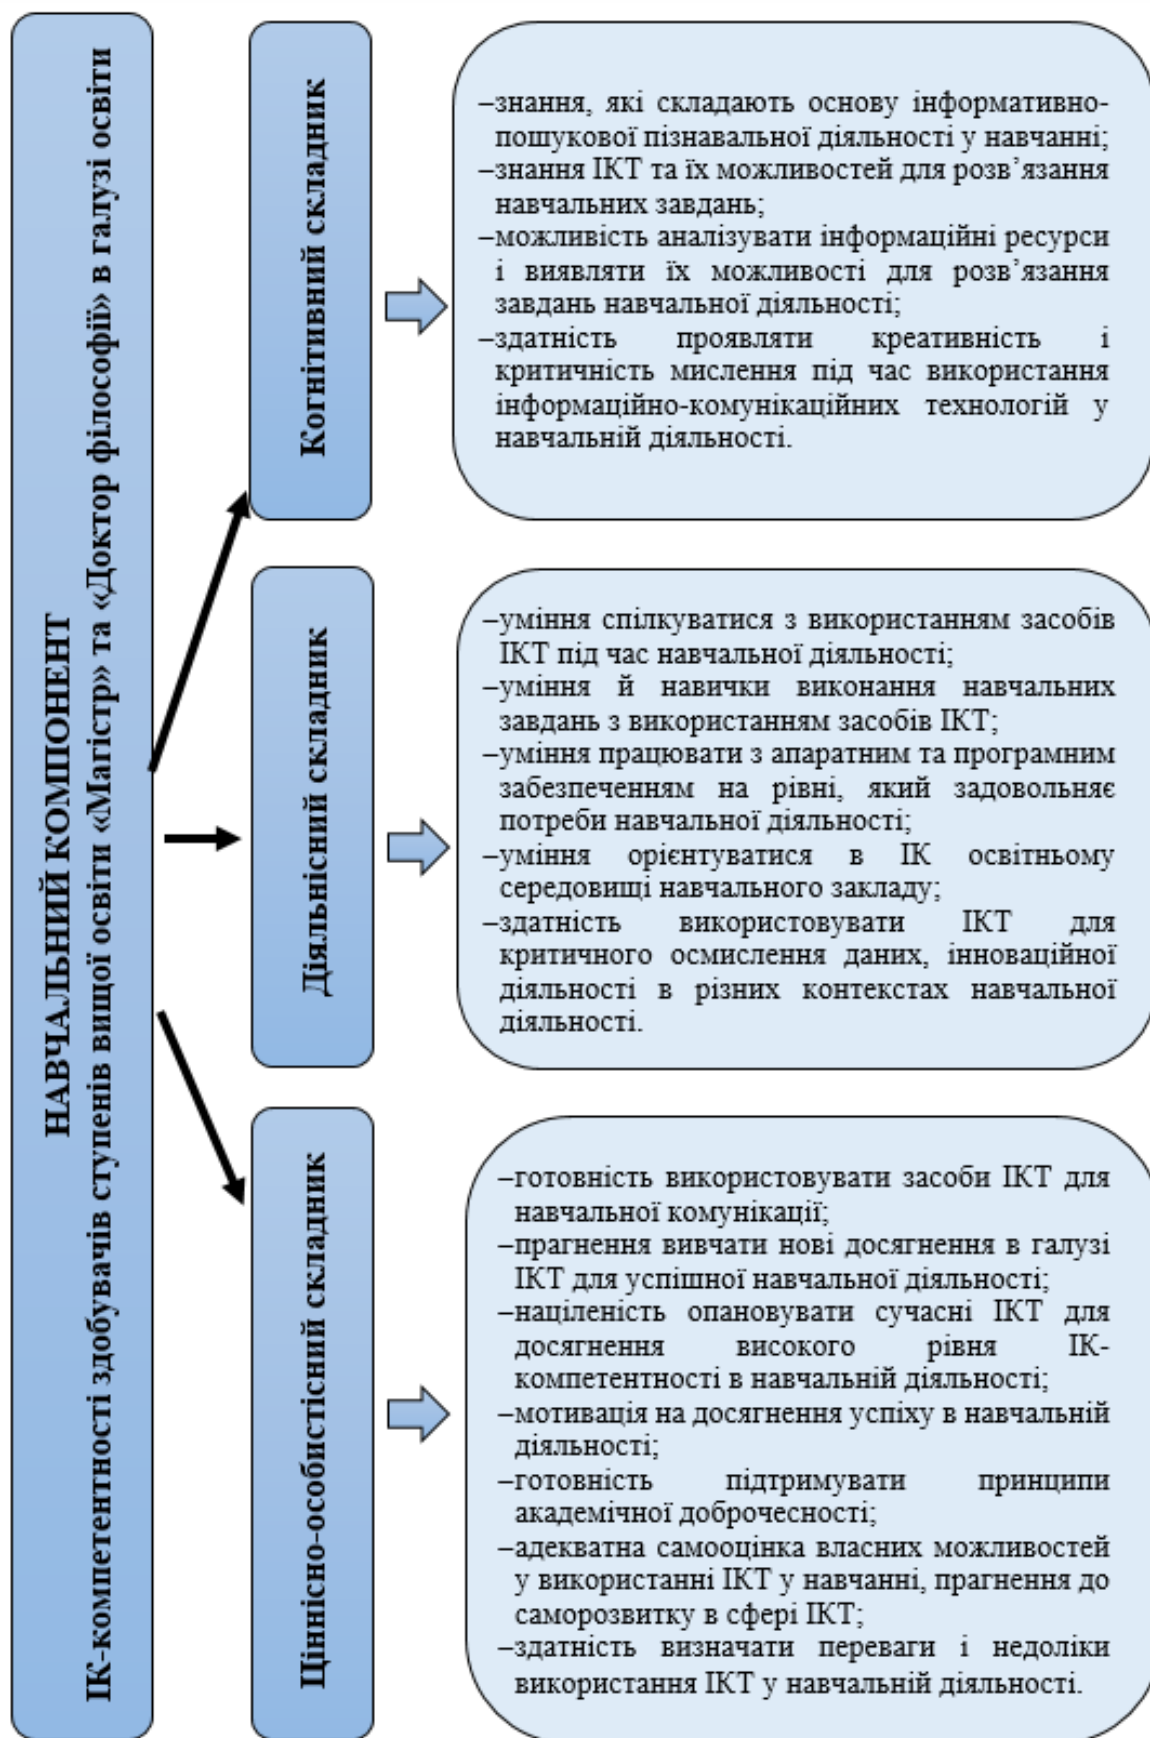 НАВЧАЛЬНИЙ КОМПОНЕНТ
ІК-компетентності здобувачів ступенів вищої освіти «Магістр» та «Доктор філософії» в галузі освіти
Когнітивний складник
–знання, які складають основу інформативно-
пошукової пізнавальної діяльності у навчанні;
–знання ІКТ та їх можливостей для розв’язання
навчальних завдань;
–можливість аналізувати інформаційні ресурси
і виявляти їх можливості для розв’язання
завдань навчальної діяльності;
–здатність проявляти креативність і
критичність мислення під час використання
інформаційно-комунікаційних технологій у
навчальній діяльності.
Діяльнісний складник
–уміння спілкуватися з використанням засобів
ІКТ під час навчальної діяльності;
–уміння й навички виконання навчальних
завдань з використанням засобів ІКТ;
–уміння працювати з апаратним та програмним
забезпеченням на рівні, який задовольняє
потреби навчальної діяльності;
–уміння орієнтуватися в ІК освітньому
середовищі навчального закладу;
–здатність використовувати ІКТ для
критичного осмислення даних, інноваційної
діяльності в різних контекстах навчальної
діяльності.
Ціннісно-особистісний складник
–готовність використовувати засоби ІКТ для
навчальної комунікації;
–прагнення вивчати нові досягнення в галузі
ІКТ для успішної навчальної діяльності;
–націленість опановувати сучасні ІКТ для
досягнення високого рівня ІК-
компетентності в навчальній діяльності;
–мотивація на досягнення успіху в навчальній
діяльності;
–готовність підтримувати принципи
академічної доброчесності;
–адекватна самооцінка власних можливостей
у використанні ІКТ у навчанні, прагнення до
саморозвитку в сфері ІКТ;
–здатність визначати переваги і недоліки
використання ІКТ у навчальній діяльності.